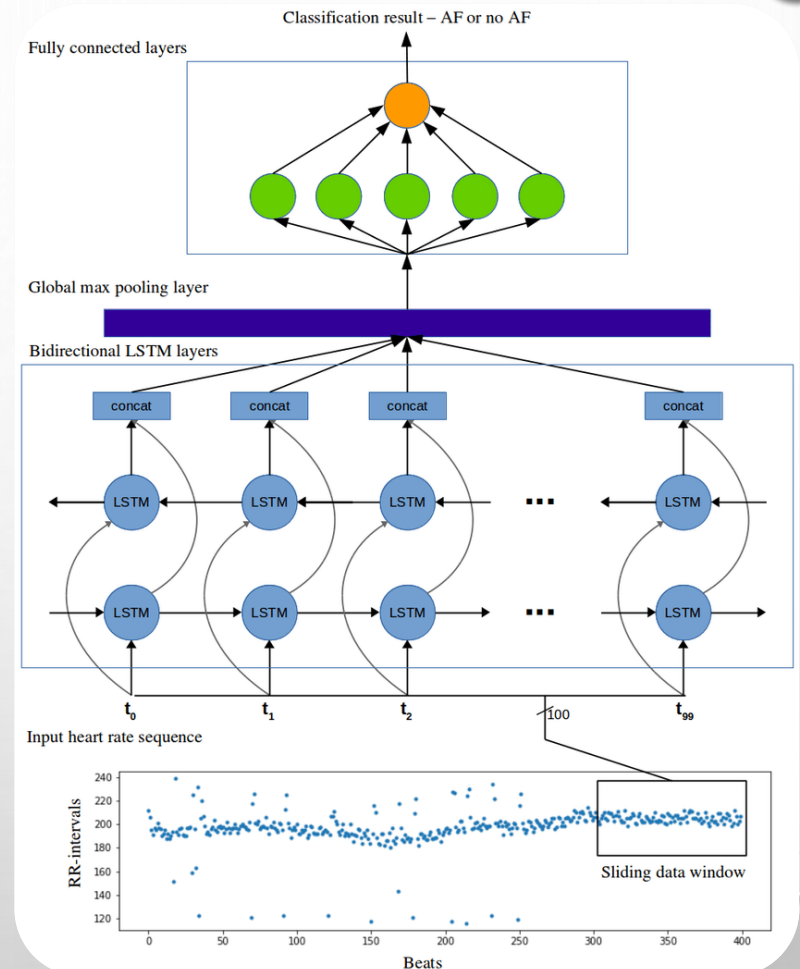 Classification result – AF or no AF
Fully connected layers
Global max pooling layer
Bidirectional LSTM layers
concat concat concat concat
LSTM LSTM LSTM ... LSTM
LSTM LSTM LSTM ... LSTM
t0 t1 t2 100 t99
Input heart rate sequence
RR-intervals
240
220
200
180
160
140
120
Sliding data window
0 50 100 150 200 250 300 350 400
Beats